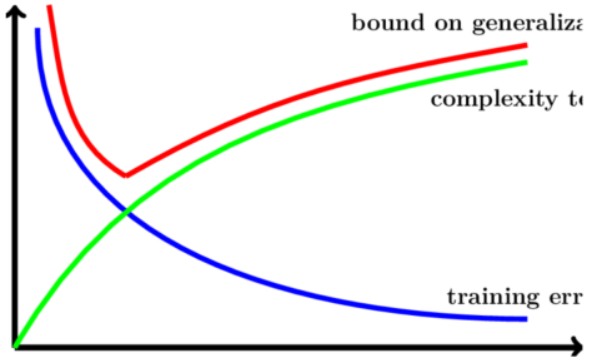 bound on generaliza
complexity te
training err